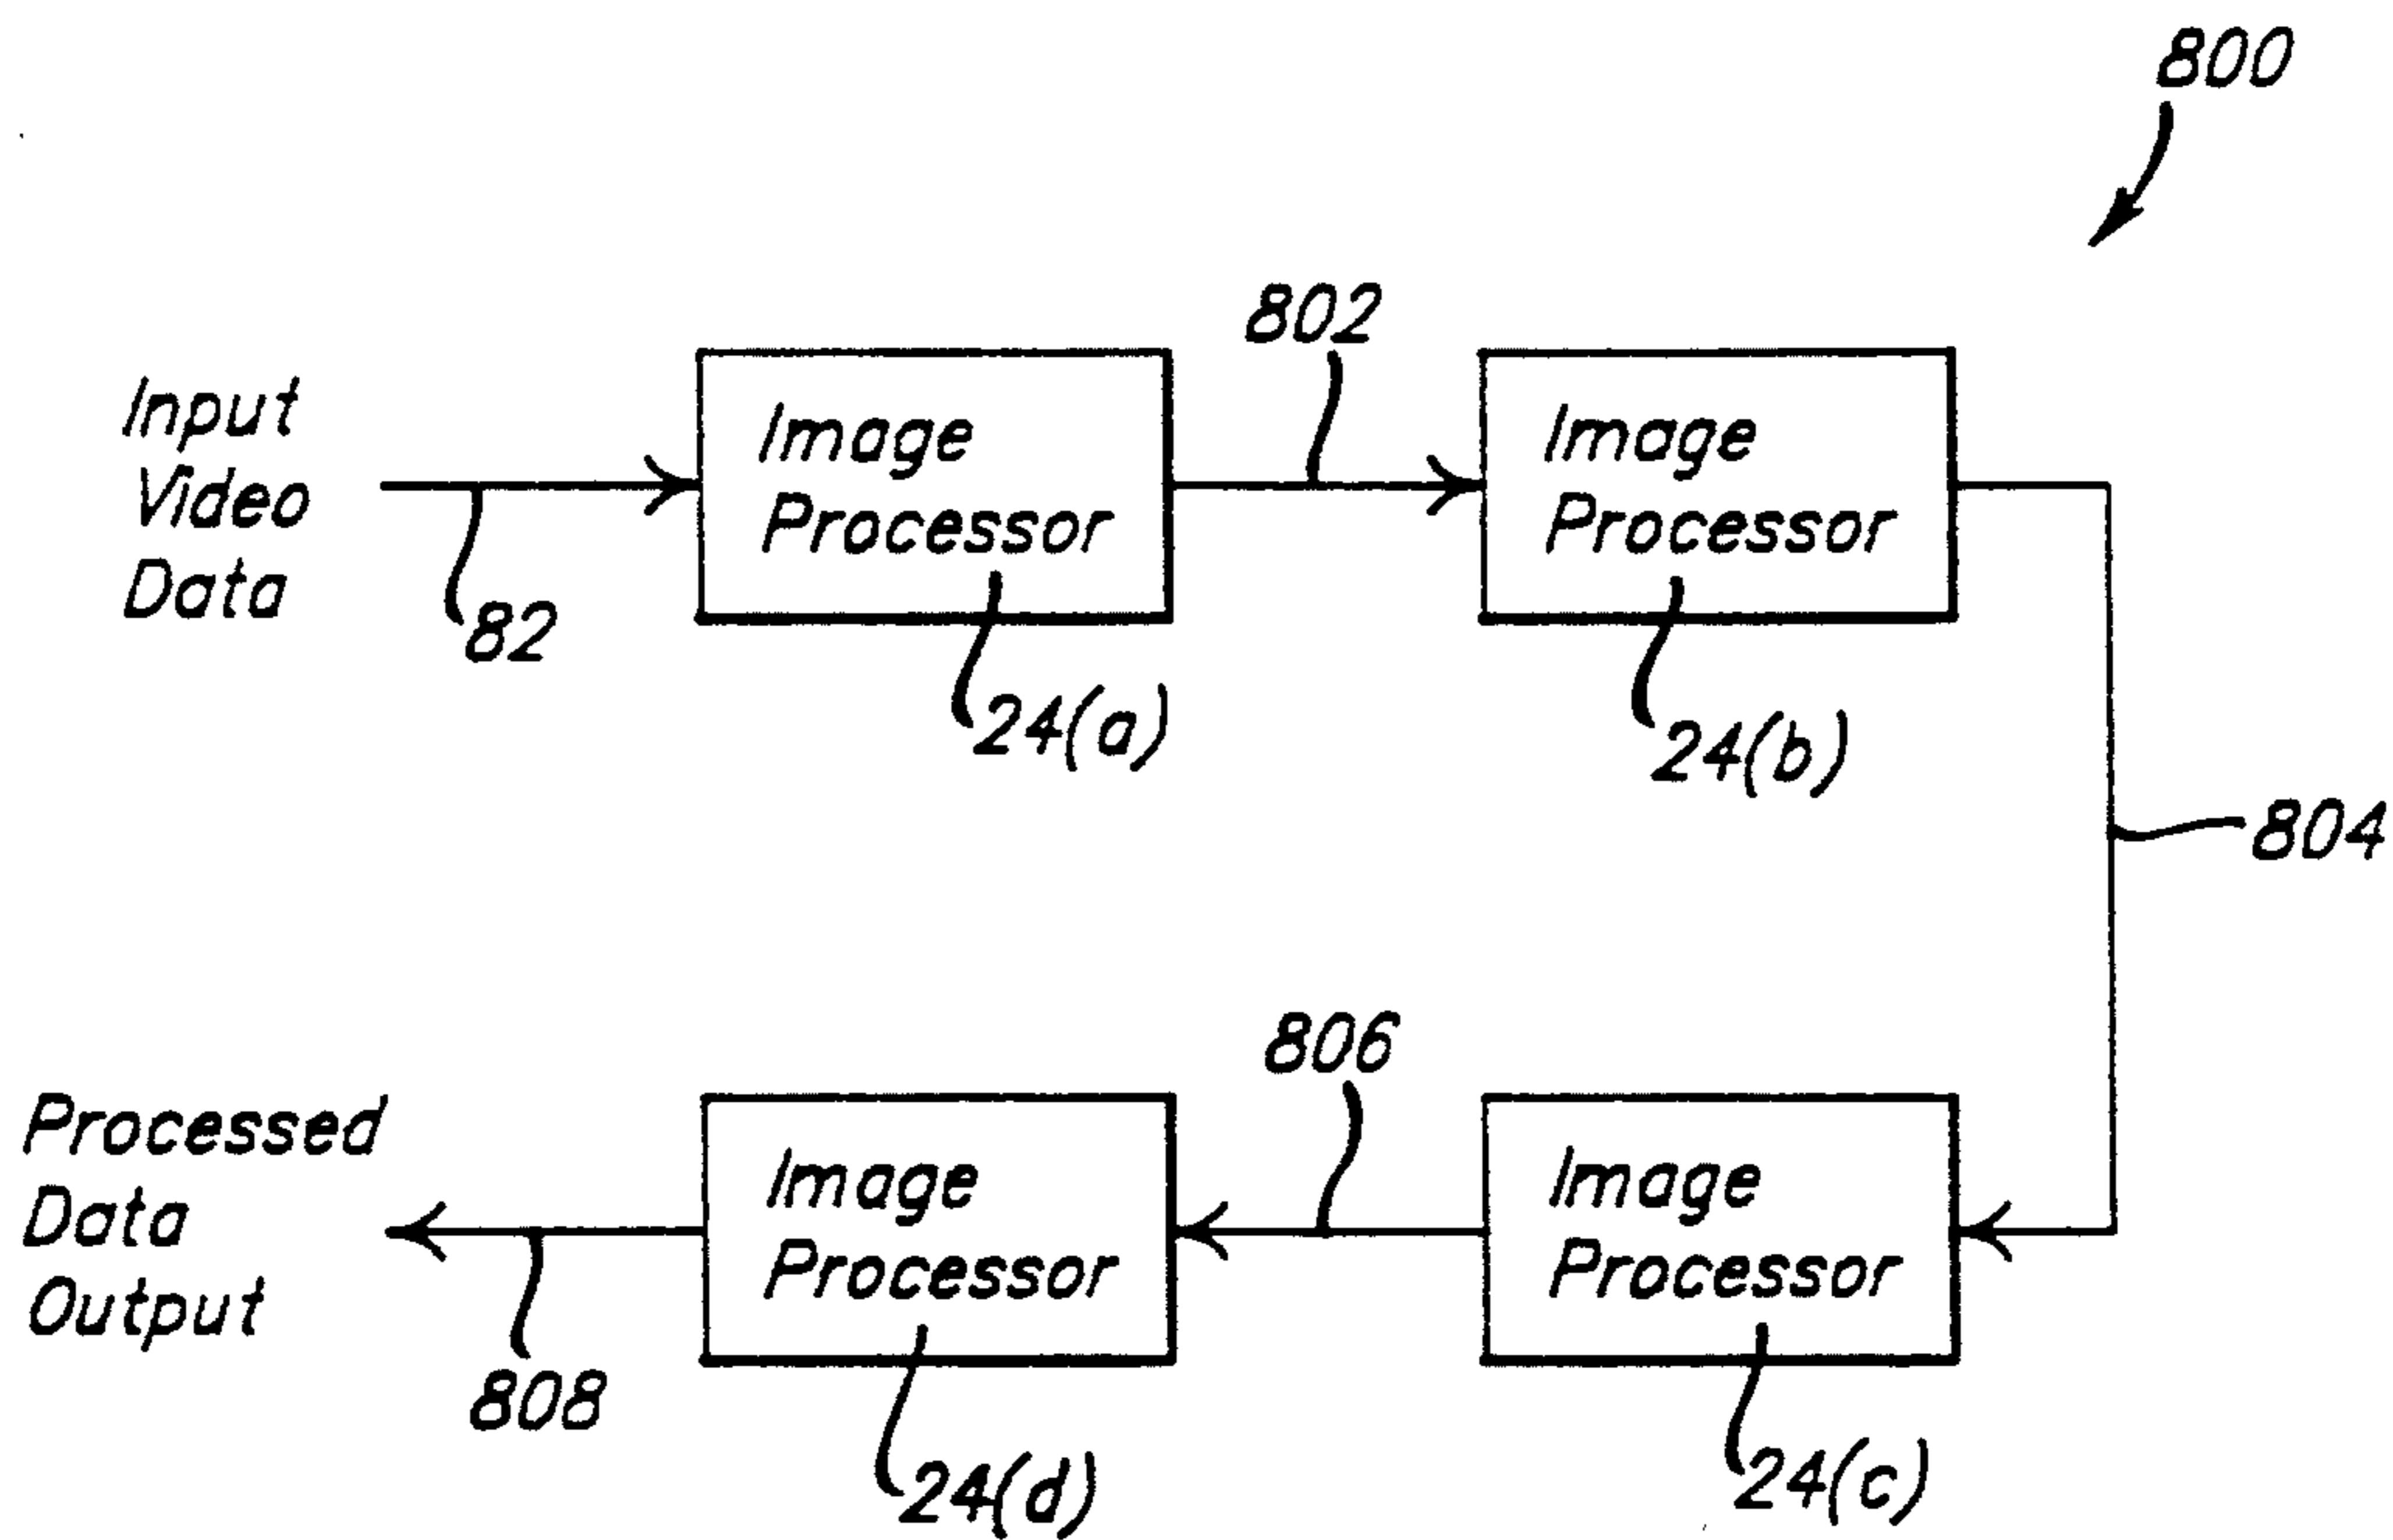 800
802
Input
Video
Data
82
Image
Processor
24(a)
Image
Processor
24(b)
804
806
Processed
Data
Output
808
Image
Processor
24(d)
Image
Processor
24(c)